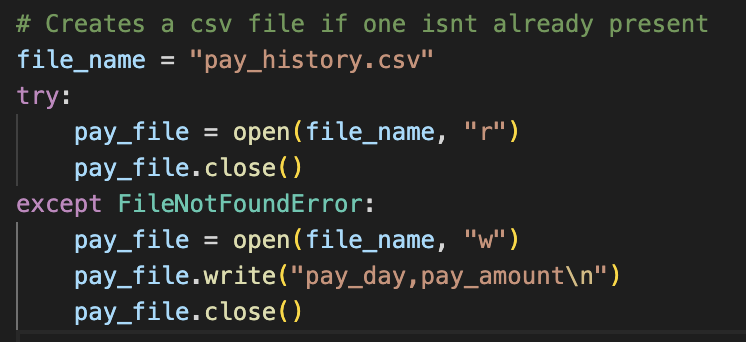 # Creates a csv file if one isnt already present
file_name = "pay_history.csv"
try:
    pay_file = open(file_name, "r")
    pay_file.close()
except FileNotFoundError:
    pay_file = open(file_name, "w")
    pay_file.write("pay_day,pay_amount\n")
    pay_file.close()